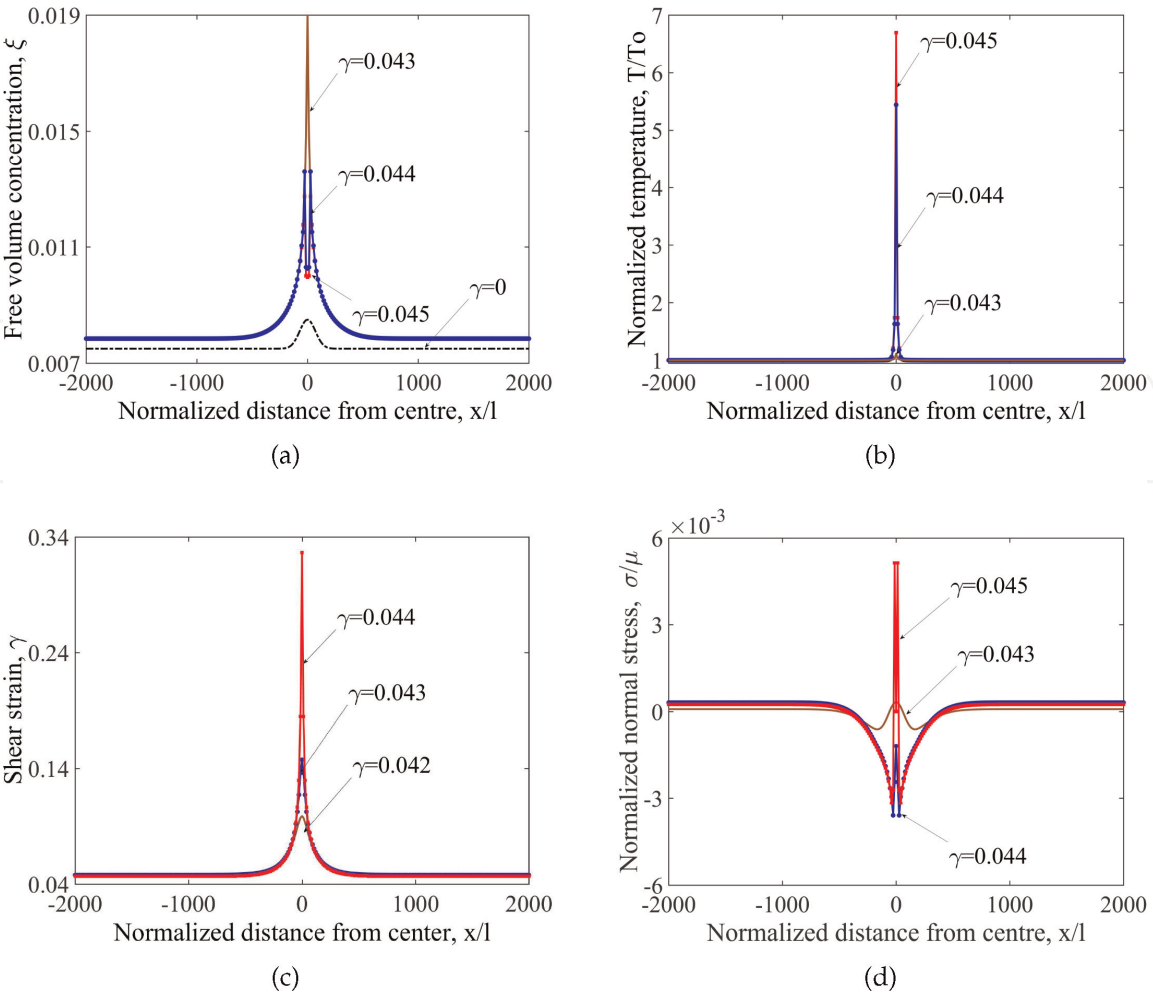 0.019
0.015
0.011
0.007
Free volume concentration, ξ
γ=0.043
γ=0.044
γ=0.045
γ=0
-2000
-1000
0
1000
2000
Normalized distance from centre, x/l
(a)
7
6
5
4
3
2
1
Normalized temperature, T/To
γ=0.045
γ=0.044
γ=0.043
-2000
-1000
0
1000
2000
Normalized distance from centre, x/l
(b)
0.34
0.24
0.14
0.04
Shear strain, γ
γ=0.044
γ=0.043
γ=0.042
-2000
-1000
0
1000
2000
Normalized distance from center, x/l
(c)
×10⁻³
6
3
0
-3
-6
Normalized normal stress, σ/μ
γ=0.045
γ=0.043
γ=0.044
-2000
-1000
0
1000
2000
Normalized distance from centre, x/l
(d)